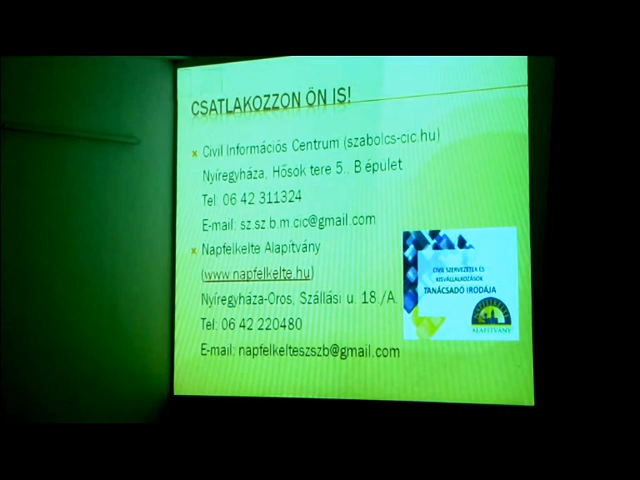 CSATLAKOZZON ÖN IS!
Civil Információs Centrum (szabolcs-cic.hu)
Nyíregyháza, Hősök tere 5., B épület
Tel: 06 42 311324
E-mail: sz.sz.b.m.cic@gmail.com
Napfelkelte Alapítvány
(www.napfelkelte.hu)
Nyíregyháza-Oros, Szállási u. 18./A.
Tel: 06 42 220480
E-mail: napfelkelteszszb@gmail.com
CIVIL SZERVEZETEK ÉS
KISVÁLLALKOZÁSOK
TANÁCSADÓ IRODÁJA
NAPFELKELTE
ALAPÍTVÁNY